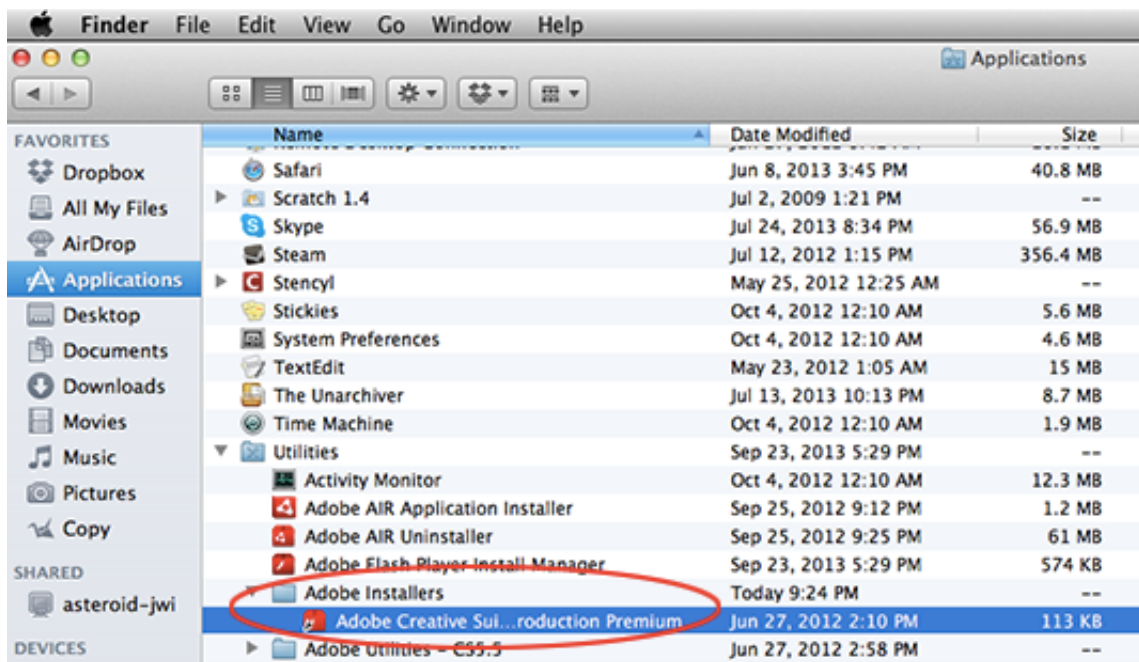 Finder File Edit View Go Window Help
Applications
FAVORITES
Dropbox
All My Files
AirDrop
Applications
Desktop
Documents
Downloads
Movies
Music
Pictures
Copy
SHARED
asteroid-jwi
DEVICES
Name Date Modified Size
Remote Desktop Connection
Safari Jun 8, 2013 3:45 PM 40.8 MB
Scratch 1.4 Jul 2, 2009 1:21 PM --
Skype Jul 24, 2013 8:34 PM 56.9 MB
Steam Jul 12, 2012 1:15 PM 356.4 MB
Stencyl May 25, 2012 12:25 AM --
Stickies Oct 4, 2012 12:10 AM 5.6 MB
System Preferences Oct 4, 2012 12:10 AM 4.6 MB
TextEdit May 23, 2012 1:05 AM 15 MB
The Unarchiver Jul 13, 2013 10:13 PM 8.7 MB
Time Machine Oct 4, 2012 12:10 AM 1.9 MB
Utilities Sep 23, 2013 5:29 PM --
Activity Monitor Oct 4, 2012 12:10 AM 12.3 MB
Adobe AIR Application Installer Sep 25, 2012 9:12 PM 1.2 MB
Adobe AIR Uninstaller Sep 25, 2012 9:25 PM 61 MB
Adobe Flash Player Install Manager Sep 23, 2013 5:29 PM 574 KB
Adobe Installers Today 9:24 PM --
Adobe Creative Sui...roduction Premium Jun 27, 2012 2:10 PM 113 KB
Adobe Utilities - CS5.5 Jun 27, 2012 2:58 PM --